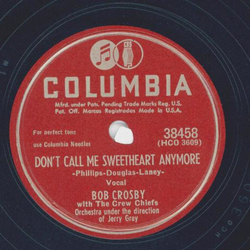 COLUMBIA
Mfrd. under Pats. Pending Trade Marks Reg. U.S.
Pat. Off. Marcas Registradas Made in U.S.A.
For perfect tone
use Columbia Needles
38458
(HCO 3609)
DON'T CALL ME SWEETHEART ANYMORE
-Phillips-Douglas-Laney-
Vocal
BOB CROSBY
with The Crew Chiefs
Orchestra under the direction
of Jerry Gray